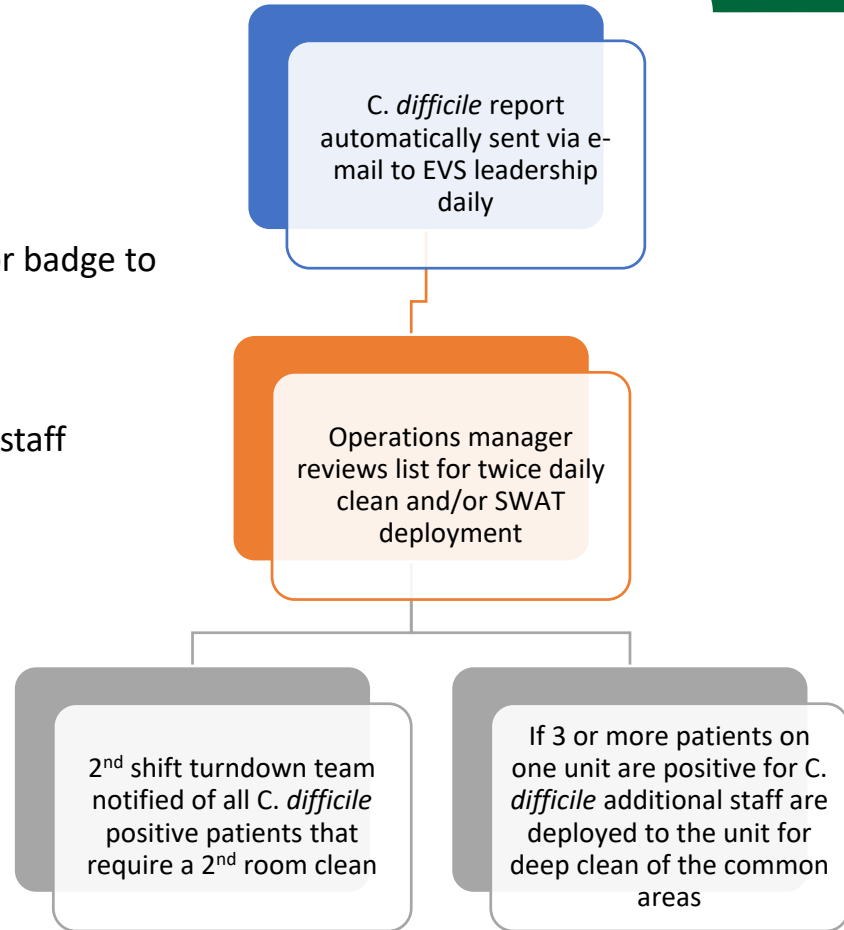 C. difficile report
automatically sent via e-
mail to EVS leadership
daily
r badge to
staff
Operations manager
reviews list for twice daily
clean and/or SWAT
deployment
2nd shift turndown team
notified of all C. difficile
positive patients that
require a 2nd room clean
If 3 or more patients on
one unit are positive for C.
difficile additional staff are
deployed to the unit for
deep clean of the common
areas